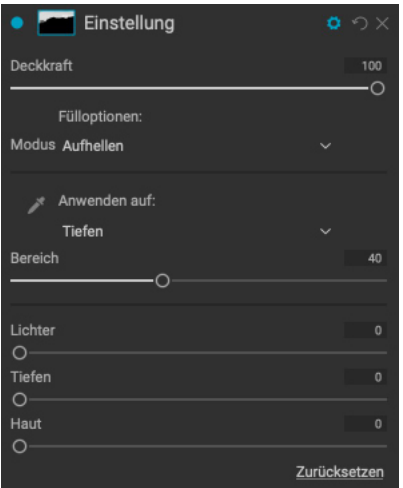 Einstellung
Deckkraft 100
Fülloptionen:
Modus Aufhellen
Anwenden auf:
Tiefen
Bereich 40
Lichter 0
Tiefen 0
Haut 0
Zurücksetzen